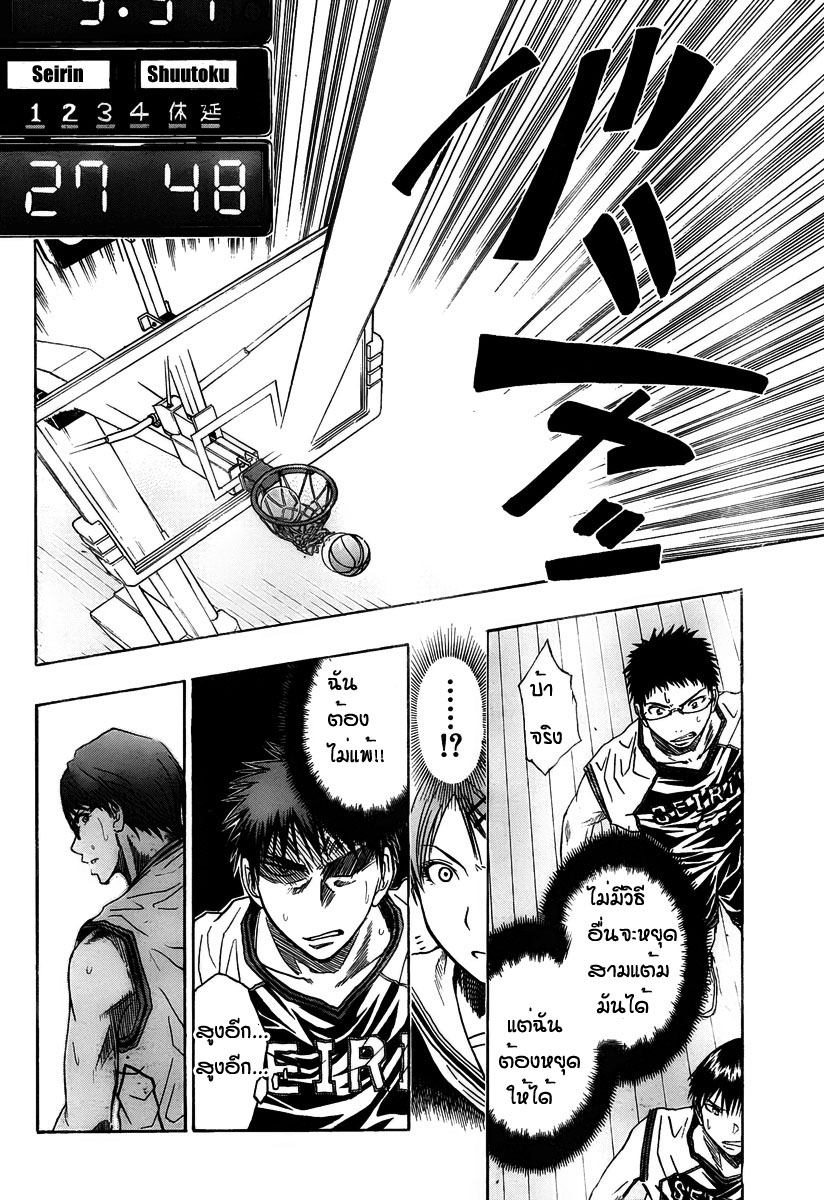 Seirin Shuutoku
1 2 3 4 休 延
27 48
บ้า
จริง
ไม่มีวิธี
อื่นจะหยุด
สามแต้ม
มันได้
แต่ฉัน
ต้องหยุด
ให้ได้
......
!?
ฉัน
ต้อง
ไม่แพ้!!
สูงอีก...
สูงอีก...
SEIRI
EIRI
SE